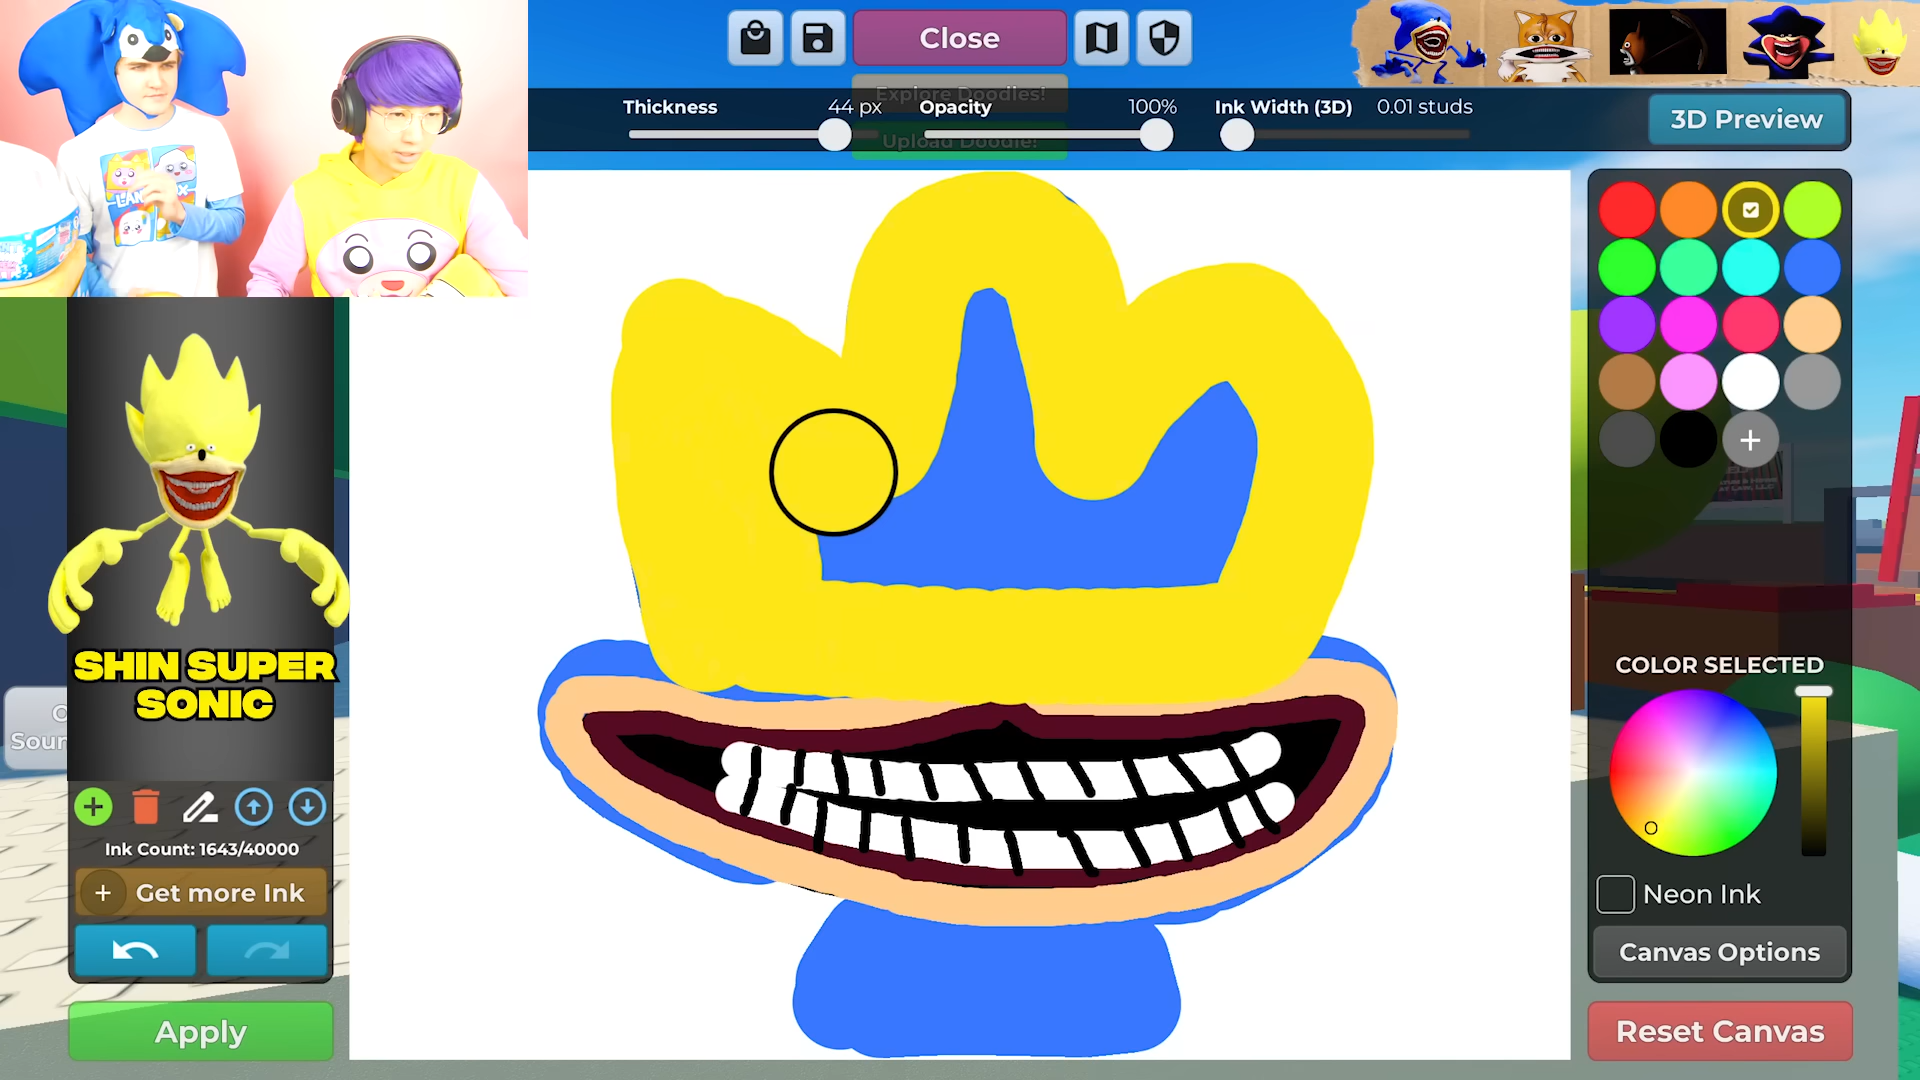 Close
Explore Doodles!
Thickness
44 px
Opacity
100%
Ink Width (3D)
0.01 studs
3D Preview
Upload Doodle!
SHIN SUPER
SONIC
Ink Count: 1643/40000
+ Get more Ink
Apply
COLOR SELECTED
Neon Ink
Canvas Options
Reset Canvas